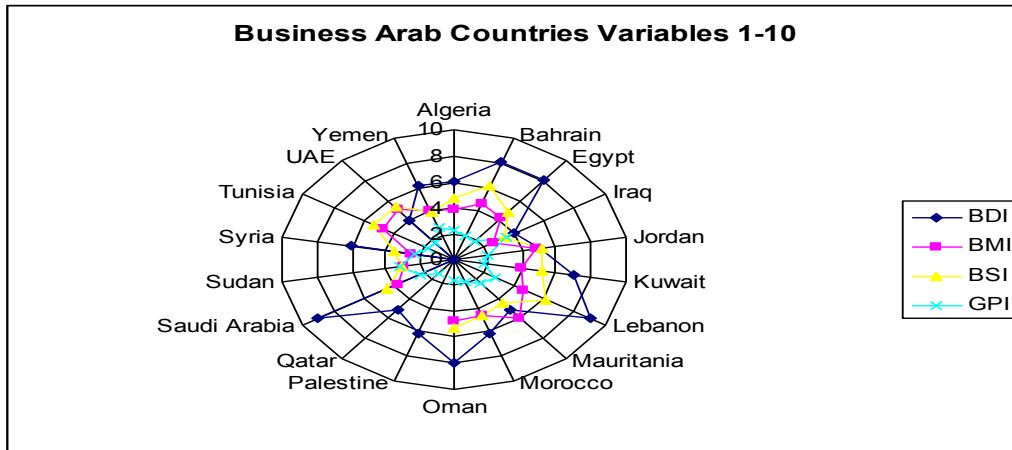 Business Arab Countries Variables 1-10
Algeria
Bahrain
Egypt
Iraq
Jordan
Kuwait
Lebanon
Mauritania
Morocco
Oman
Palestine
Qatar
Saudi Arabia
Sudan
Syria
Tunisia
UAE
Yemen
10
8
6
4
2
0
BDI
BMI
BSI
GPI